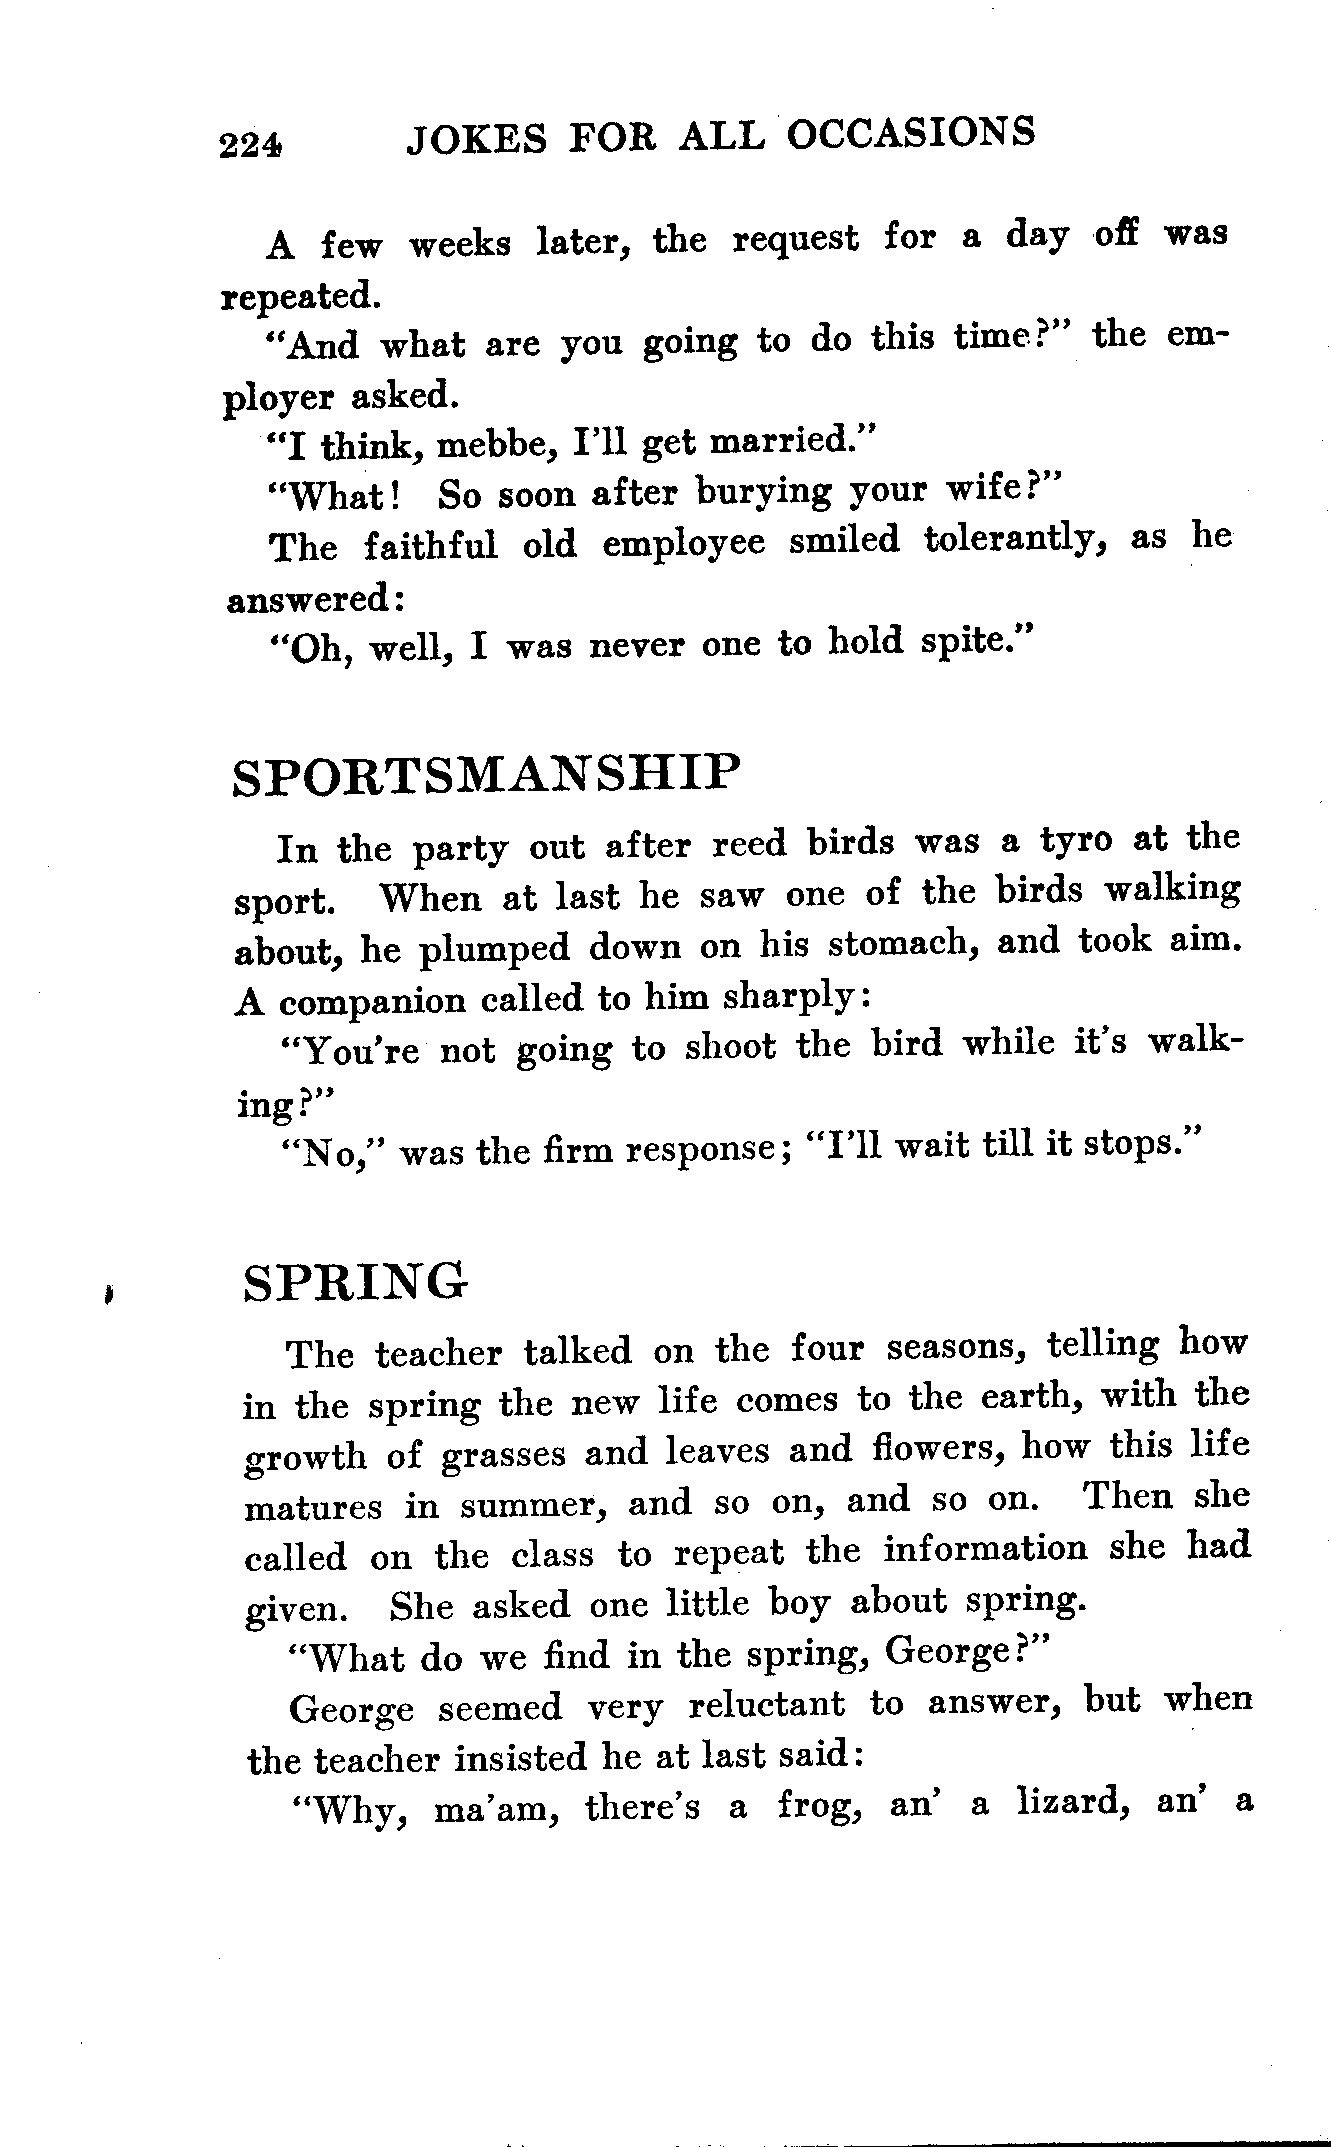 224 JOKES FOR ALL OCCASIONS
A few weeks later, the request for a day off was
repeated.
“And what are you going to do this time?” the em-
ployer asked.
“I think, mebbe, I’ll get married.”
“What! So soon after burying your wife?”
The faithful old employee smiled tolerantly, as he
answered:
“Oh, well, I was never one to hold spite.”
SPORTSMANSHIP
In the party out after reed birds was a tyro at the
sport. When at last he saw one of the birds walking
about, he plumped down on his stomach, and took aim.
A companion called to him sharply:
“You’re not going to shoot the bird while it’s walk-
ing?”
“No,” was the firm response; “I’ll wait till it stops.”
SPRING
The teacher talked on the four seasons, telling how
in the spring the new life comes to the earth, with the
growth of grasses and leaves and flowers, how this life
matures in summer, and so on, and so on. Then she
called on the class to repeat the information she had
given. She asked one little boy about spring.
“What do we find in the spring, George?”
George seemed very reluctant to answer, but when
the teacher insisted he at last said:
“Why, ma’am, there’s a frog, an’ a lizard, an’ a